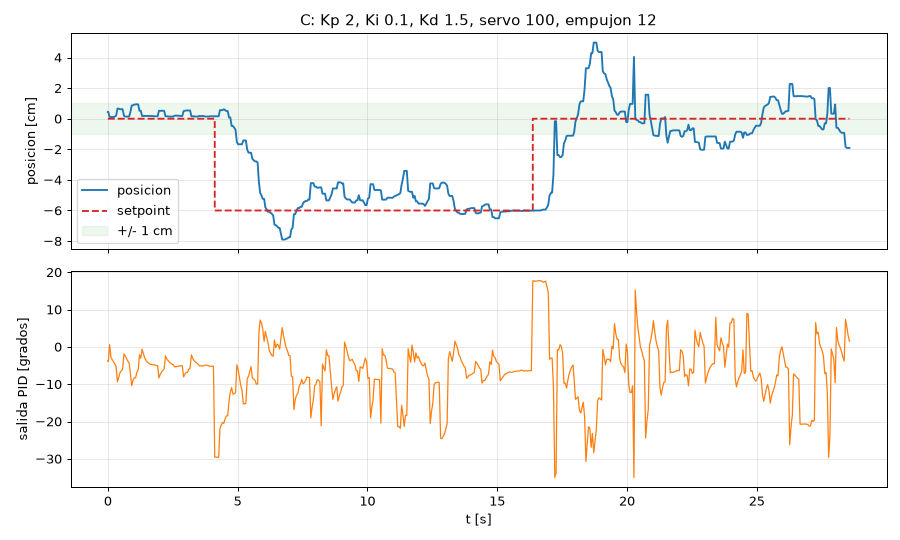 C: Kp 2, Ki 0.1, Kd 1.5, servo 100, empujon 12
posicion [cm]
4
2
0
−2
−4
−6
−8
posicion
setpoint
+/- 1 cm
salida PID [grados]
20
10
0
−10
−20
−30
0 5 10 15 20 25
t [s]